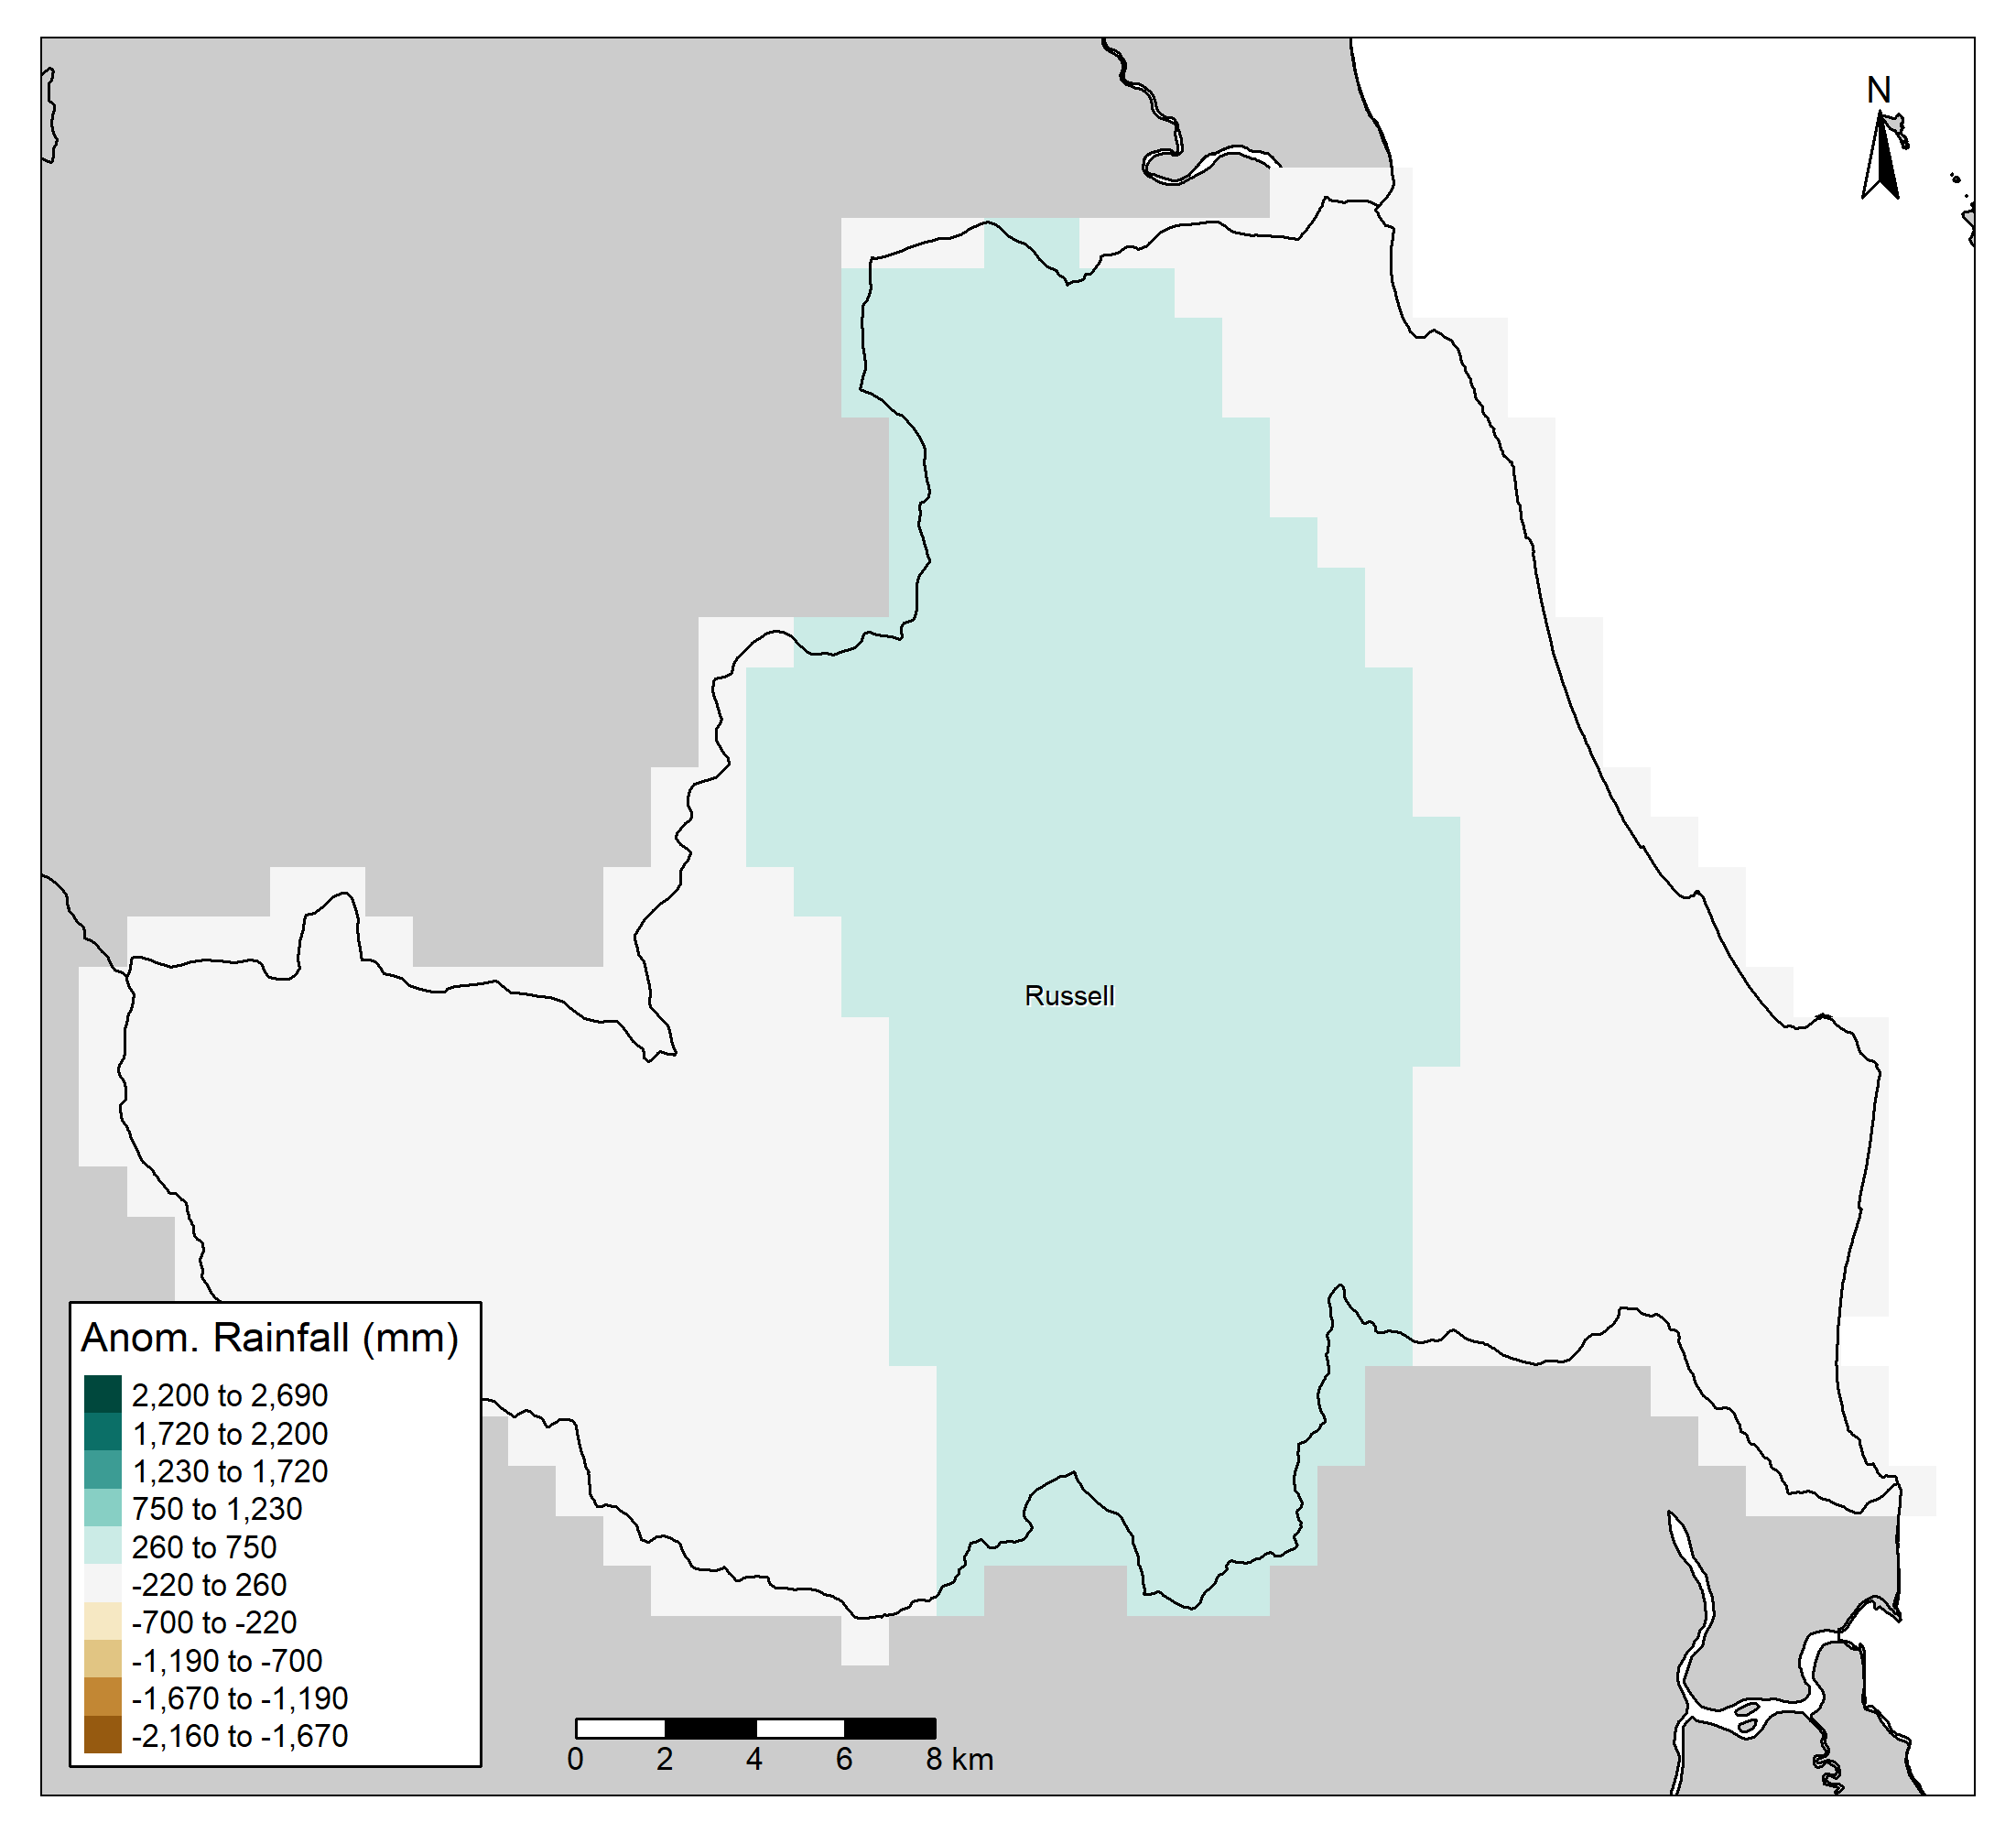 N
Russell
Anom. Rainfall (mm)
2,200 to 2,690
1,720 to 2,200
1,230 to 1,720
750 to 1,230
260 to 750
-220 to 260
-700 to -220
-1,190 to -700
-1,670 to -1,190
-2,160 to -1,670
0 2 4 6 8 km